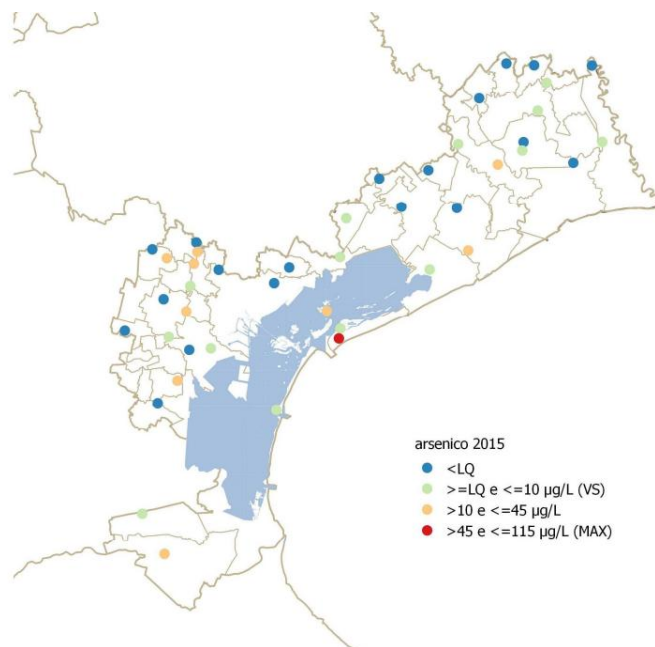 arsenico 2015
<LQ
>=LQ e <=10 µg/L (VS)
>10 e <=45 µg/L
>45 e <=115 µg/L (MAX)